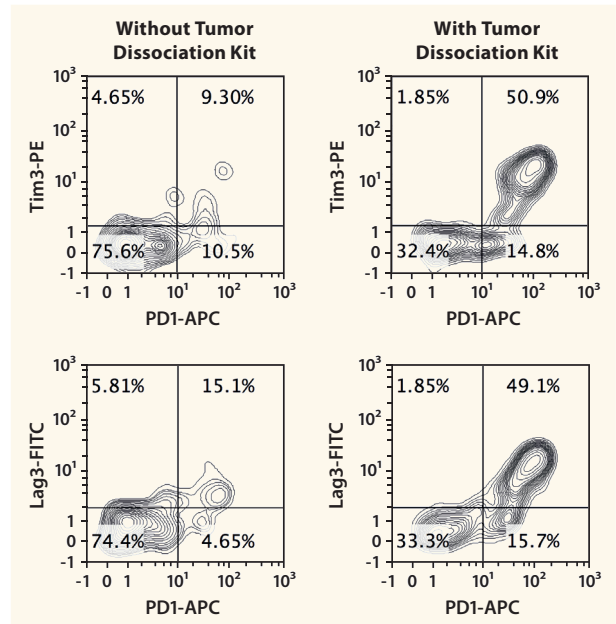 Without Tumor
Dissociation Kit
With Tumor
Dissociation Kit
10³
4.65%
9.30%
10²
10¹
1
0
-1
75.6%
10.5%
Tim3-PE
-1 0 1 10¹ 10² 10³
PD1-APC
10³
1.85%
50.9%
10²
10¹
1
0
-1
32.4%
14.8%
Tim3-PE
-1 0 1 10¹ 10² 10³
PD1-APC
10³
5.81%
15.1%
10²
10¹
1
0
-1
74.4%
4.65%
Lag3-FITC
-1 0 1 10¹ 10² 10³
PD1-APC
10³
1.85%
49.1%
10²
10¹
1
0
-1
33.3%
15.7%
Lag3-FITC
-1 0 1 10¹ 10² 10³
PD1-APC